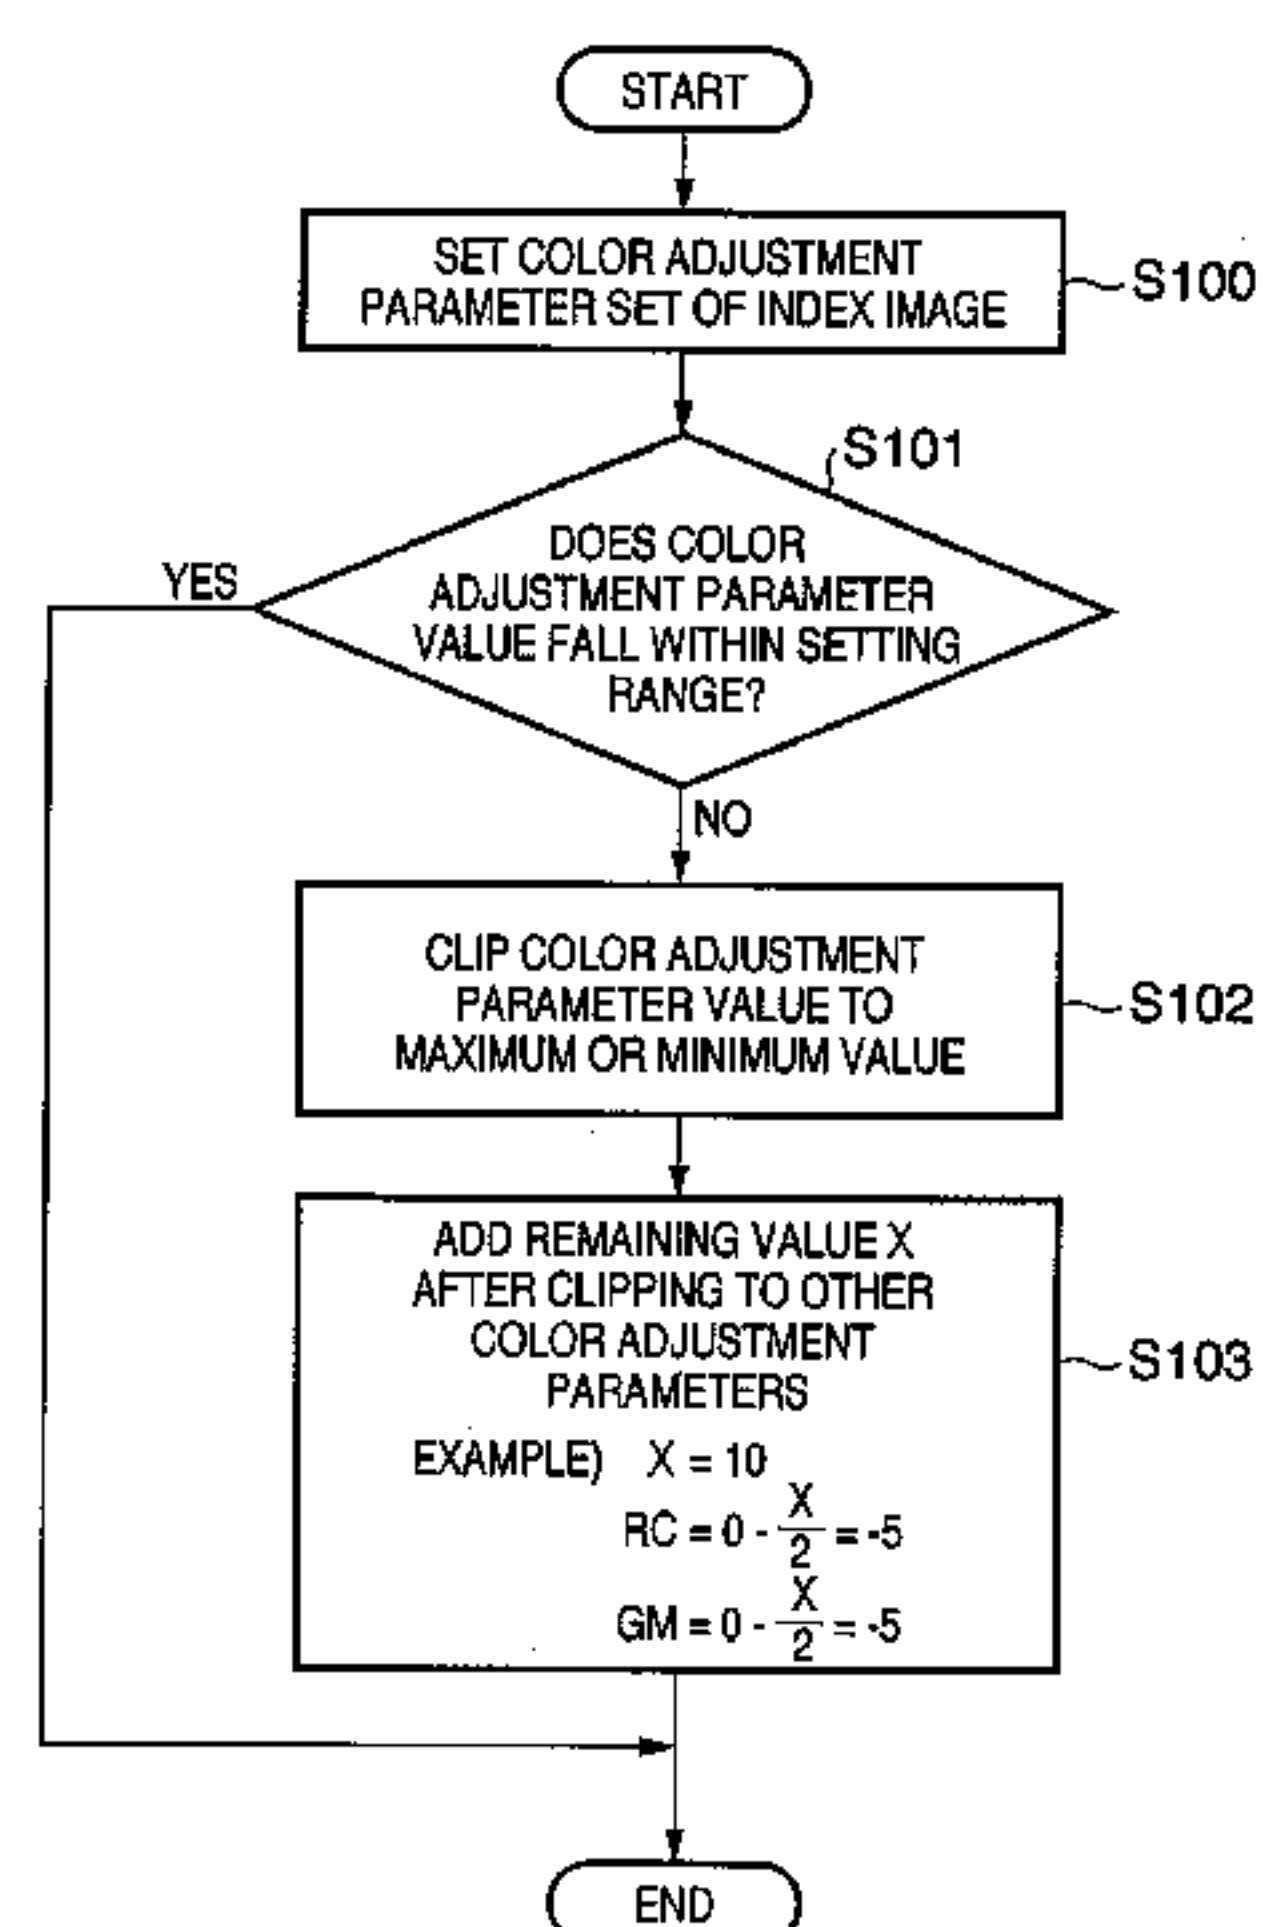 START
SET COLOR ADJUSTMENT
PARAMETER SET OF INDEX IMAGE
S100
S101
DOES COLOR
ADJUSTMENT PARAMETER
VALUE FALL WITHIN SETTING
RANGE?
YES
NO
CLIP COLOR ADJUSTMENT
PARAMETER VALUE TO
MAXIMUM OR MINIMUM VALUE
S102
ADD REMAINING VALUE X
AFTER CLIPPING TO OTHER
COLOR ADJUSTMENT
PARAMETERS
S103
EXAMPLE) X = 10
RC = 0 - X/2 = -5
GM = 0 - X/2 = -5
END